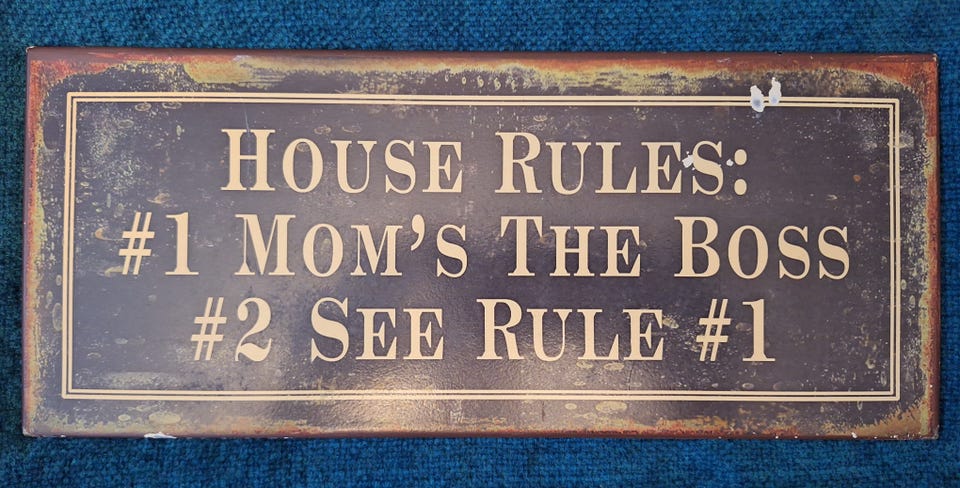 House Rules:
#1 Mom's The Boss
#2 See Rule #1